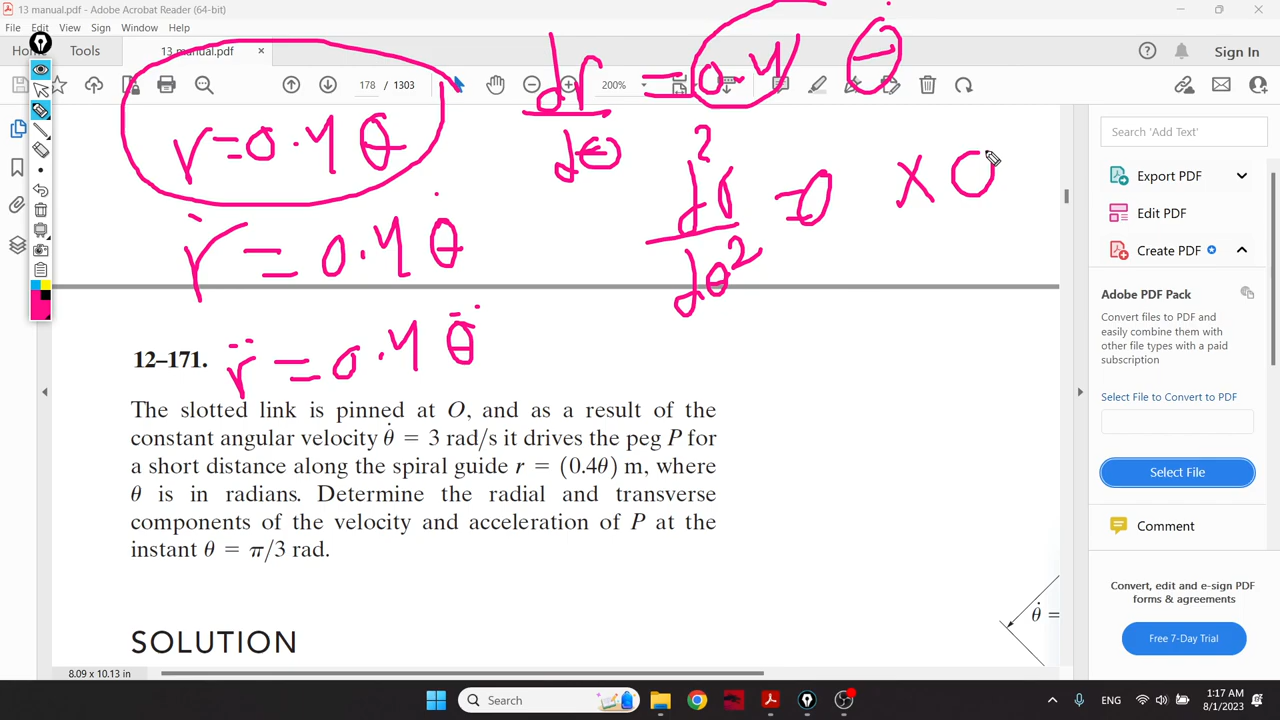 13 manual.pdf - Adobe Acrobat Reader (64-bit)
File Edit View Sign Window Help
Home Tools 13 manual.pdf × Sign In
178 / 1303 200%
r=0.4 θ
dr/dθ = 0.4 θ̇
ṙ = 0.4 θ̇
d²r/dθ² = 0 × 0
r̈ = 0.4 θ̈
12–171.
The slotted link is pinned at O, and as a result of the
constant angular velocity θ̇ = 3 rad/s it drives the peg P for
a short distance along the spiral guide r = (0.4θ) m, where
θ is in radians. Determine the radial and transverse
components of the velocity and acceleration of P at the
instant θ = π/3 rad.
SOLUTION
θ̇ =
8.09 x 10.13 in
Search 'Add Text'
Export PDF
Edit PDF
Create PDF
Adobe PDF Pack
Convert files to PDF and
easily combine them with
other file types with a paid
subscription
Select File to Convert to PDF
Select File
Comment
Convert, edit and e-sign PDF
forms & agreements
Free 7-Day Trial
Search
ENG
1:17 AM
8/1/2023